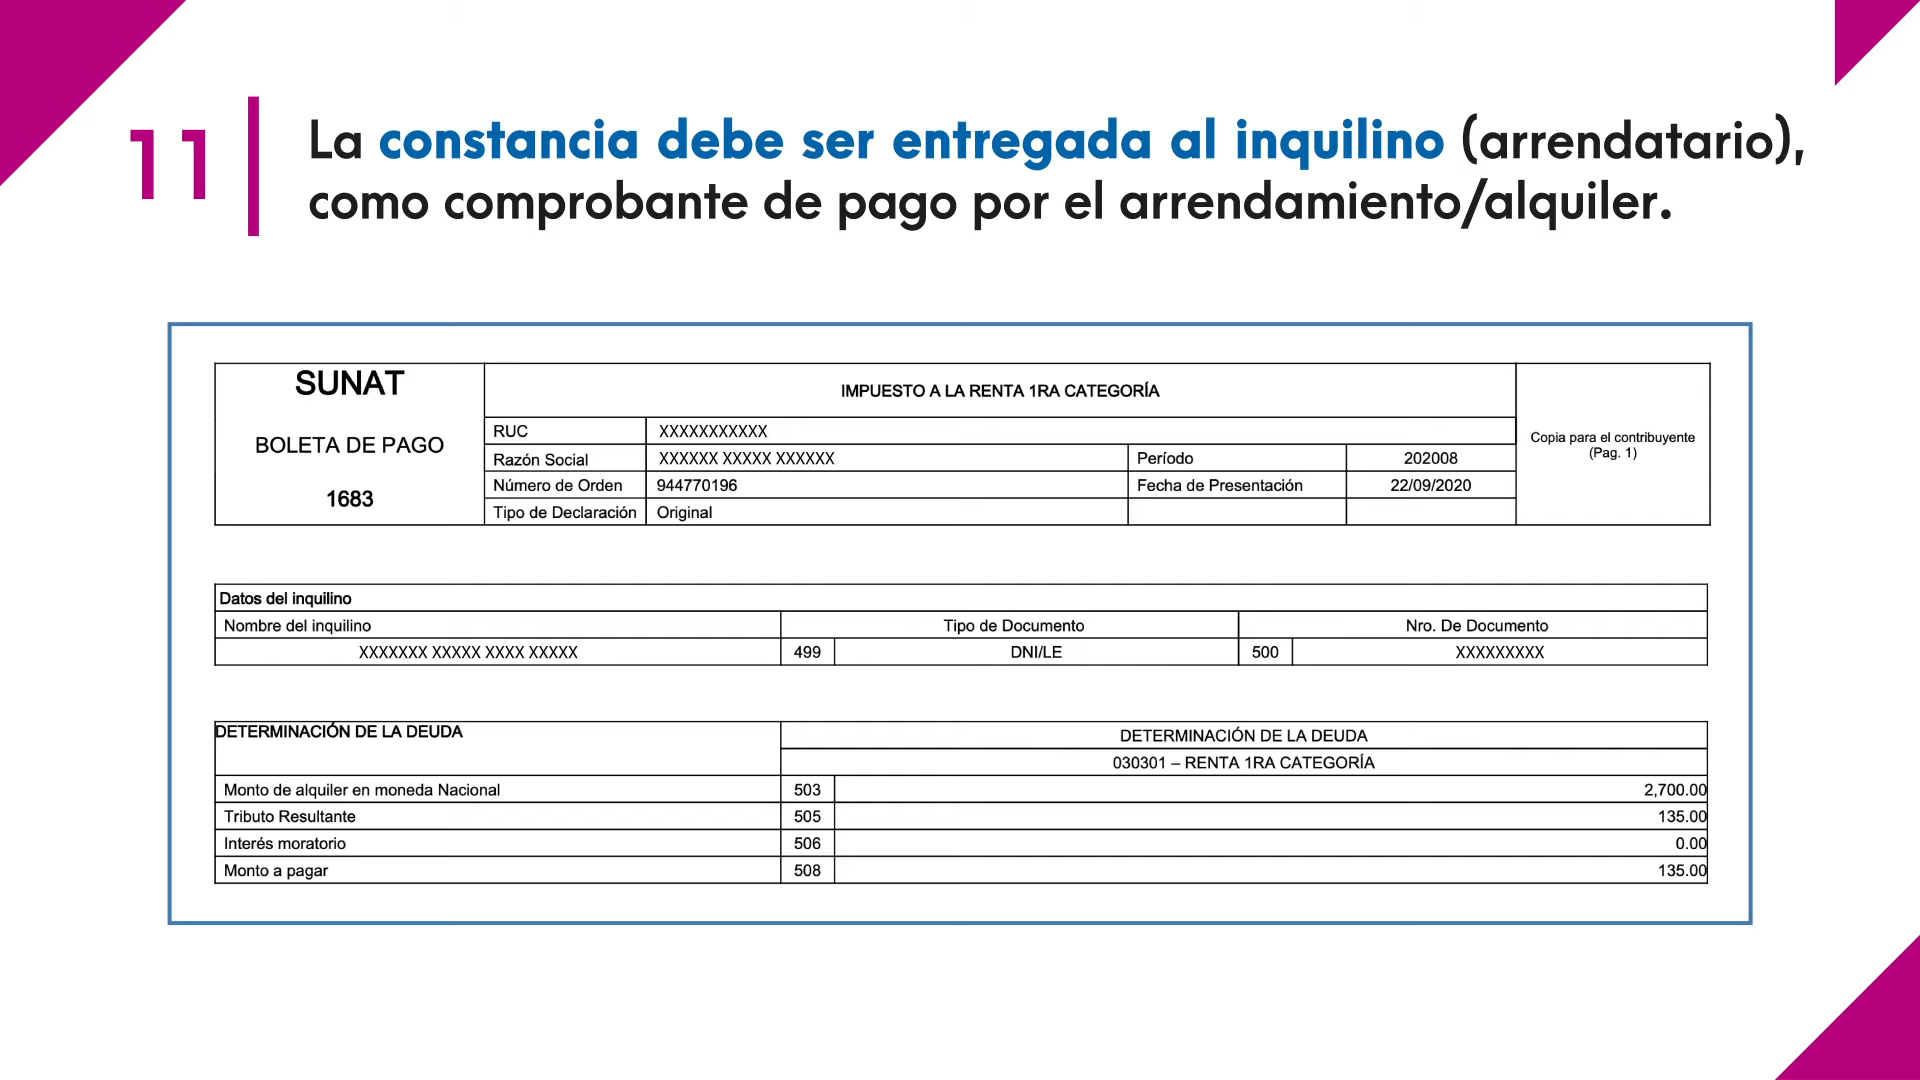 11
La constancia debe ser entregada al inquilino (arrendatario),
como comprobante de pago por el arrendamiento/alquiler.
SUNAT
BOLETA DE PAGO
1683
IMPUESTO A LA RENTA 1RA CATEGORÍA
RUC XXXXXXXXXXX
Razón Social XXXXXX XXXXX XXXXXX Período 202008
Número de Orden 944770196 Fecha de Presentación 22/09/2020
Tipo de Declaración Original
Copia para el contribuyente
(Pag. 1)
Datos del inquilino
Nombre del inquilino Tipo de Documento Nro. De Documento
XXXXXXX XXXXX XXXX XXXXX 499 DNI/LE 500 XXXXXXXXX
DETERMINACIÓN DE LA DEUDA DETERMINACIÓN DE LA DEUDA
030301 – RENTA 1RA CATEGORÍA
Monto de alquiler en moneda Nacional 503 2,700.00
Tributo Resultante 505 135.00
Interés moratorio 506 0.00
Monto a pagar 508 135.00